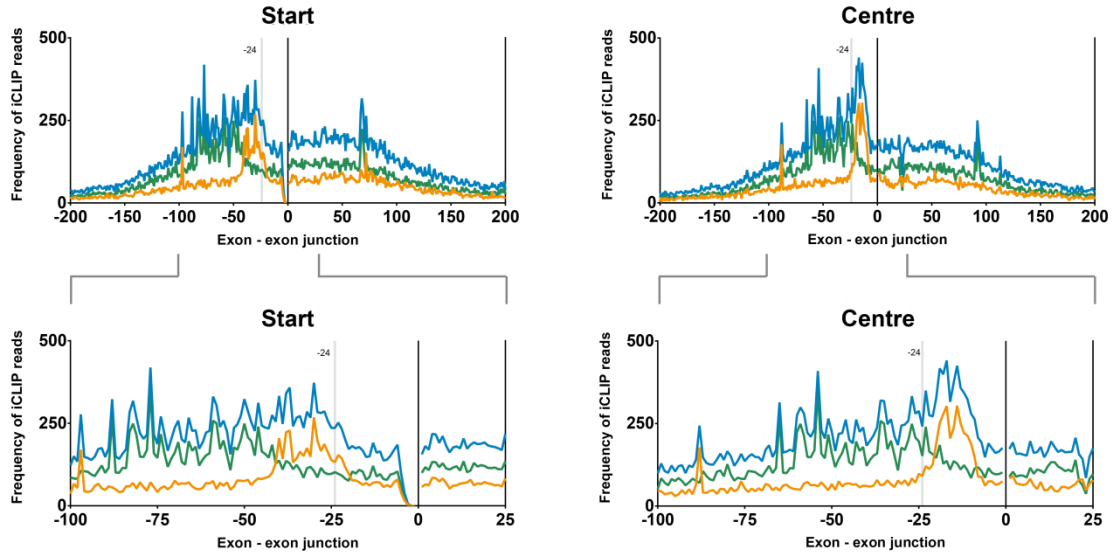 Start
Frequency of iCLIP reads
500
250
0
-24
-200 -150 -100 -50 0 50 100 150 200
Exon - exon junction
Centre
Frequency of iCLIP reads
500
250
0
-24
-200 -150 -100 -50 0 50 100 150 200
Exon - exon junction
Start
Frequency of iCLIP reads
500
250
0
-24
-100 -75 -50 -25 0 25
Exon - exon junction
Centre
Frequency of iCLIP reads
500
250
0
-24
-100 -75 -50 -25 0 25
Exon - exon junction